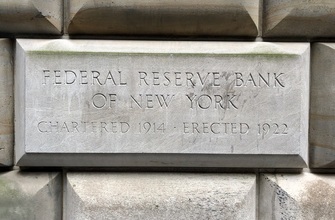 FEDERAL RESERVE BANK
OF NEW YORK
CHARTERED 1914 · ERECTED 1922